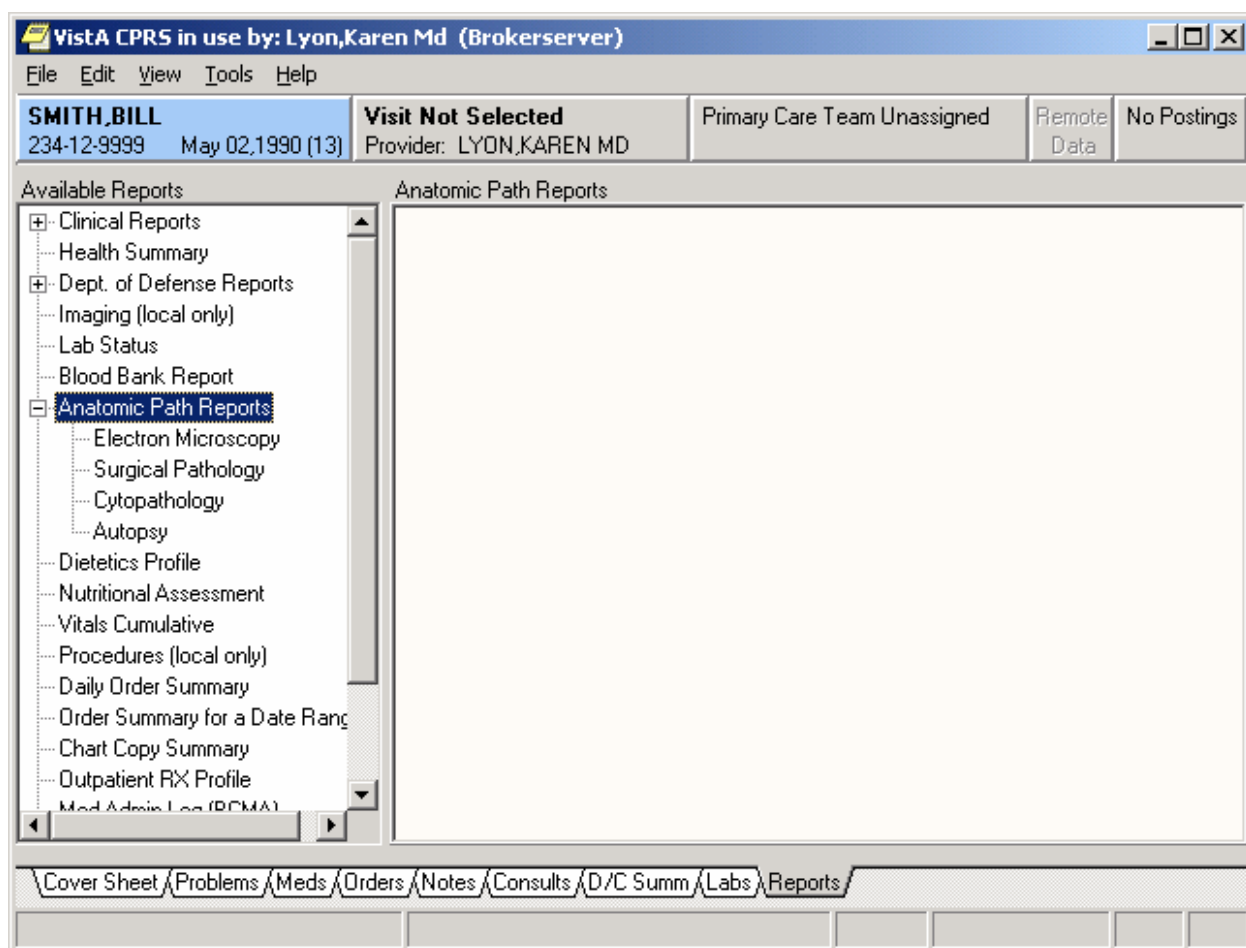 VistA CPRS in use by: Lyon,Karen Md (Brokerserver)
File Edit View Tools Help
SMITH,BILL
234-12-9999 May 02,1990 (13)
Visit Not Selected
Provider: LYON,KAREN MD
Primary Care Team Unassigned
Remote
Data
No Postings
Available Reports
Clinical Reports
Health Summary
Dept. of Defense Reports
Imaging (local only)
Lab Status
Blood Bank Report
Anatomic Path Reports
Electron Microscopy
Surgical Pathology
Cytopathology
Autopsy
Dietetics Profile
Nutritional Assessment
Vitals Cumulative
Procedures (local only)
Daily Order Summary
Order Summary for a Date Rang
Chart Copy Summary
Outpatient RX Profile
Med Admin Log (BCMA)
Anatomic Path Reports
Cover Sheet Problems Meds Orders Notes Consults D/C Summ Labs Reports